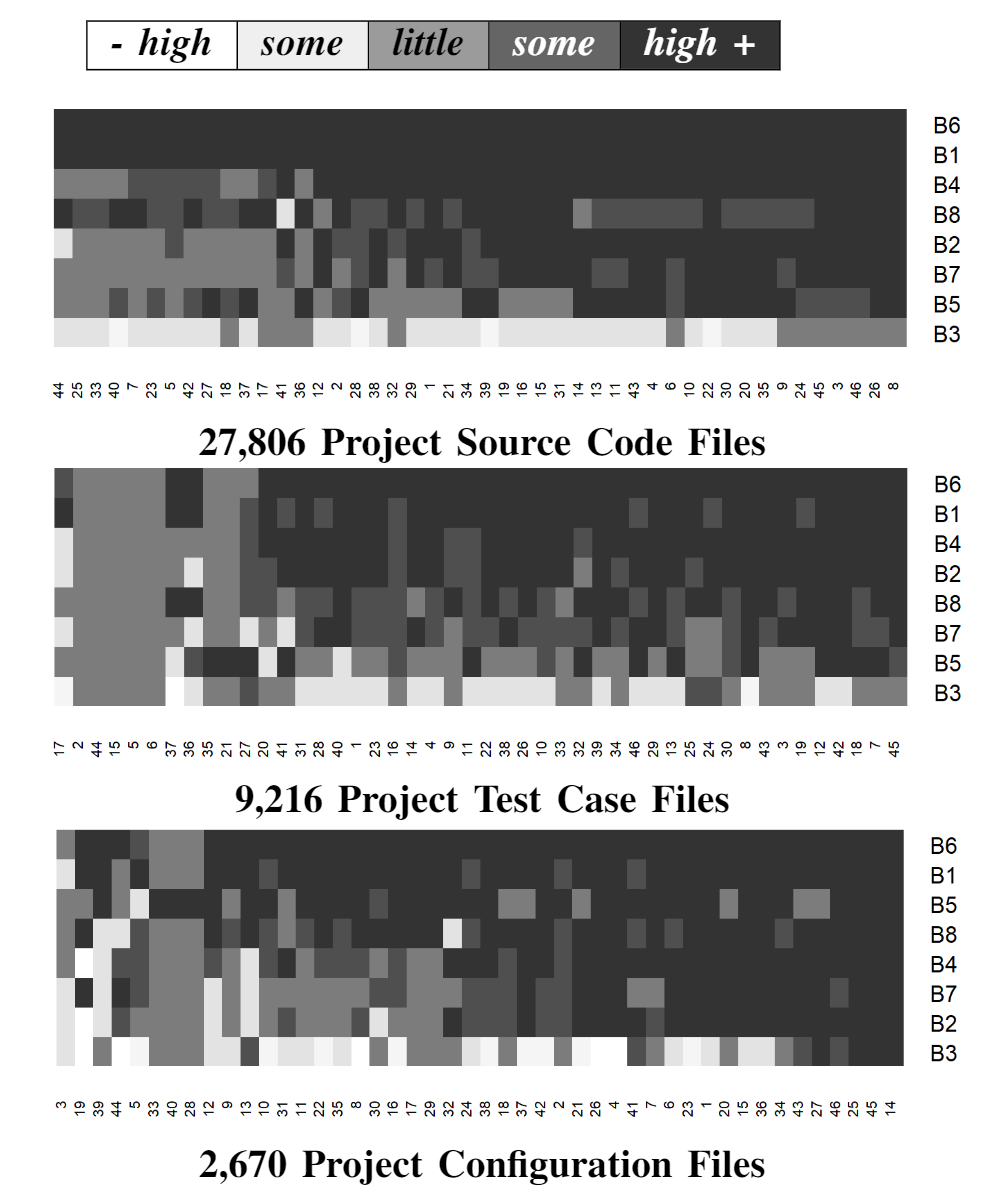 - high some little some high +
B6
B1
B4
B8
B2
B7
B5
B3
44 25 33 40 7 23 5 42 27 18 37 17 41 36 12 2 28 38 32 29 1 21 34 39 19 16 15 31 14 13 11 43 4 6 10 22 30 20 35 9 24 45 3 46 26 8
27,806 Project Source Code Files
B6
B1
B4
B2
B8
B7
B5
B3
17 2 44 15 5 6 37 36 35 21 27 20 41 31 28 40 1 23 16 14 4 9 11 22 38 26 10 33 32 39 34 46 29 13 25 24 30 8 43 3 19 12 42 18 7 45
9,216 Project Test Case Files
B6
B1
B5
B8
B4
B7
B2
B3
3 19 39 44 5 33 40 28 12 9 13 10 31 11 22 35 8 30 16 17 29 32 24 38 18 37 42 2 21 26 4 41 7 6 23 1 20 15 36 34 43 27 46 25 45 14
2,670 Project Configuration Files